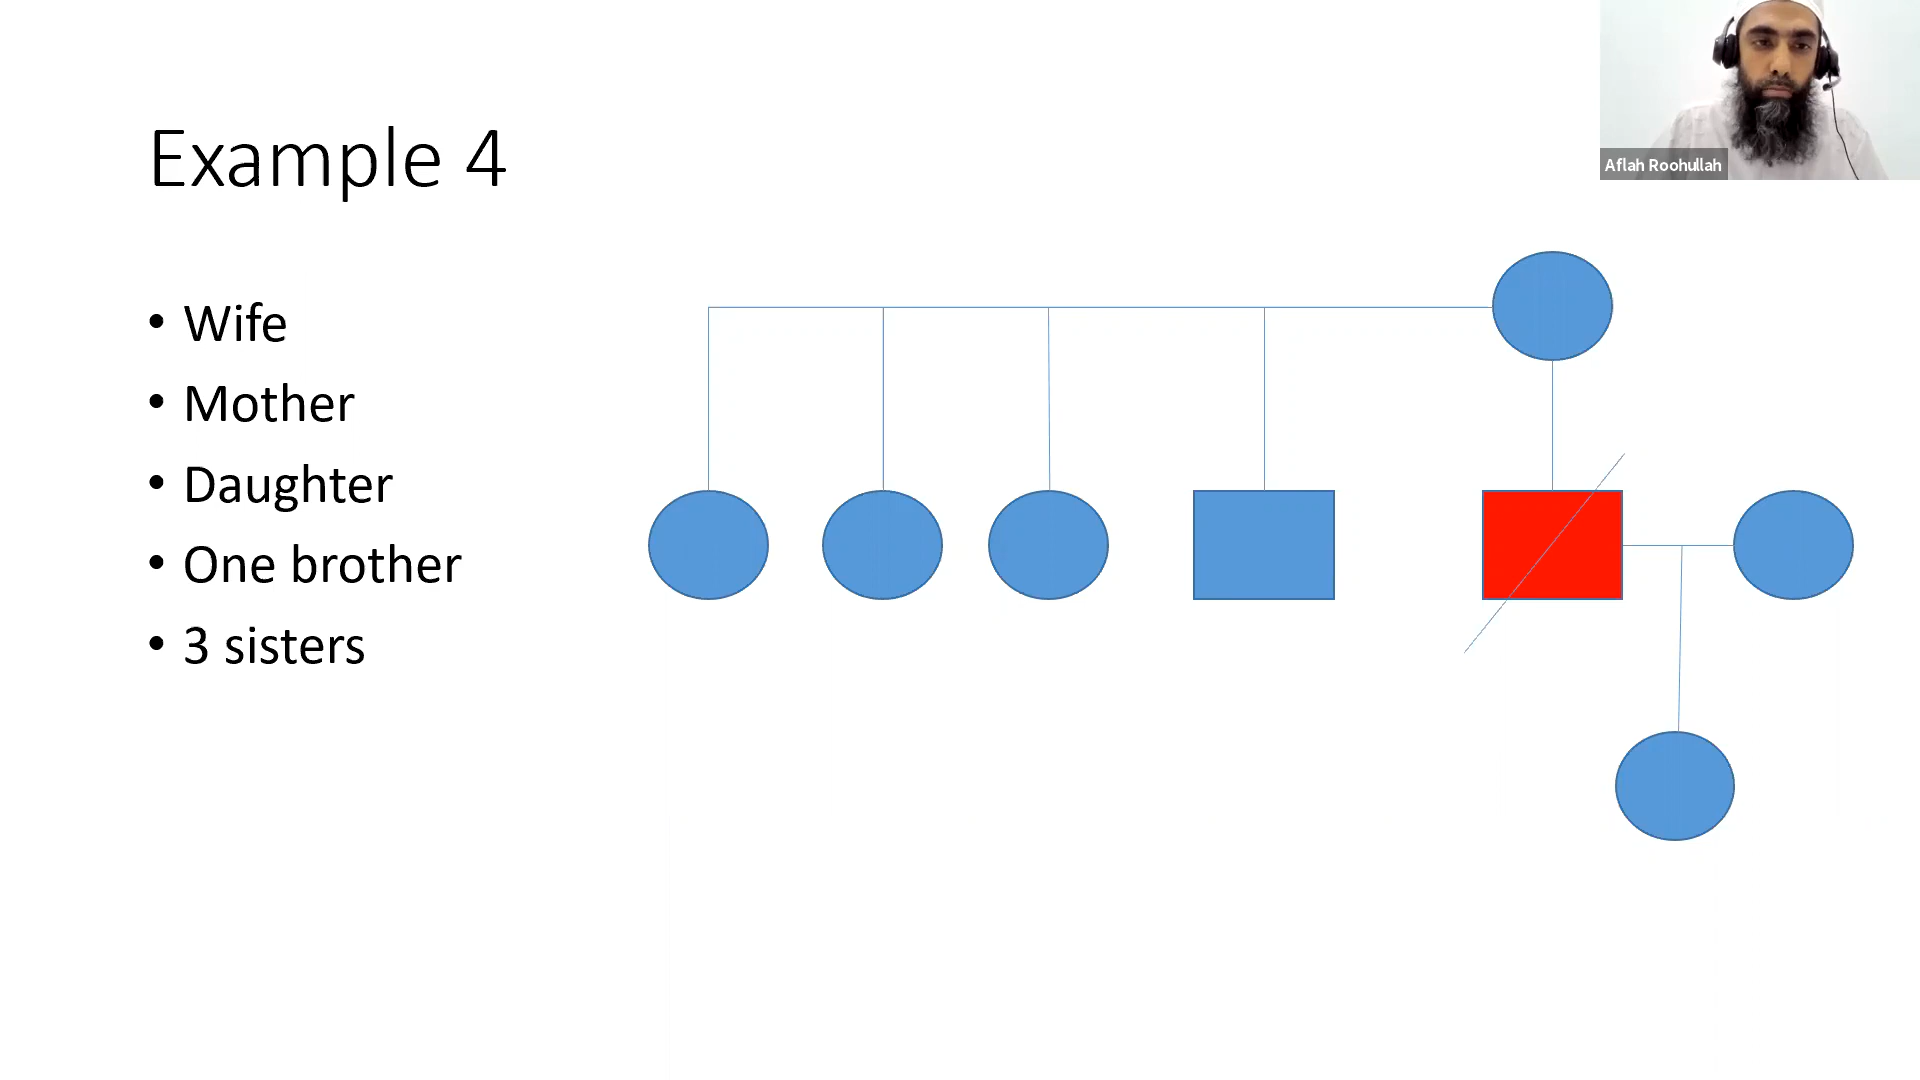 Example 4
• Wife
• Mother
• Daughter
• One brother
• 3 sisters
Aflah Roohullah